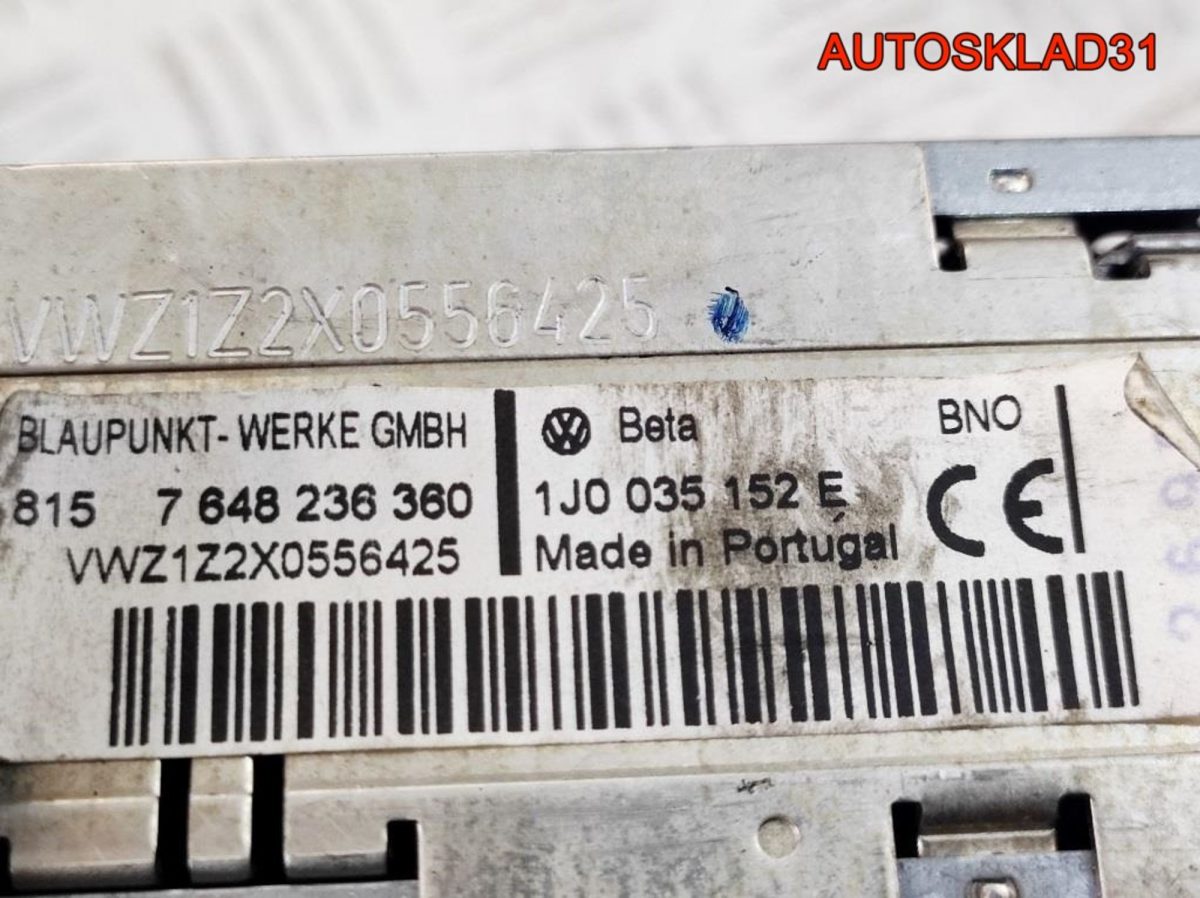 AUTOSKLAD31
VWZ1Z2X0556425
BLAUPUNKT-WERKE GMBH
815 7 648 236 360
VWZ1Z2X0556425
Beta
BNO
1J0 035 152 E
Made in Portugal
CE